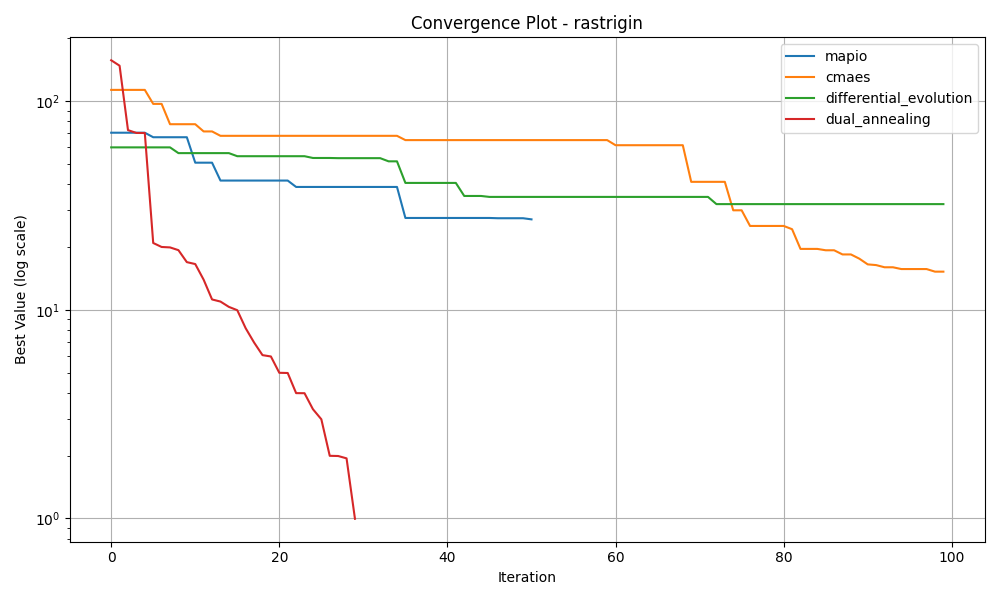 Convergence Plot - rastrigin
mapio
cmaes
differential_evolution
dual_annealing
Best Value (log scale)
10²
10¹
10⁰
0 20 40 60 80 100
Iteration